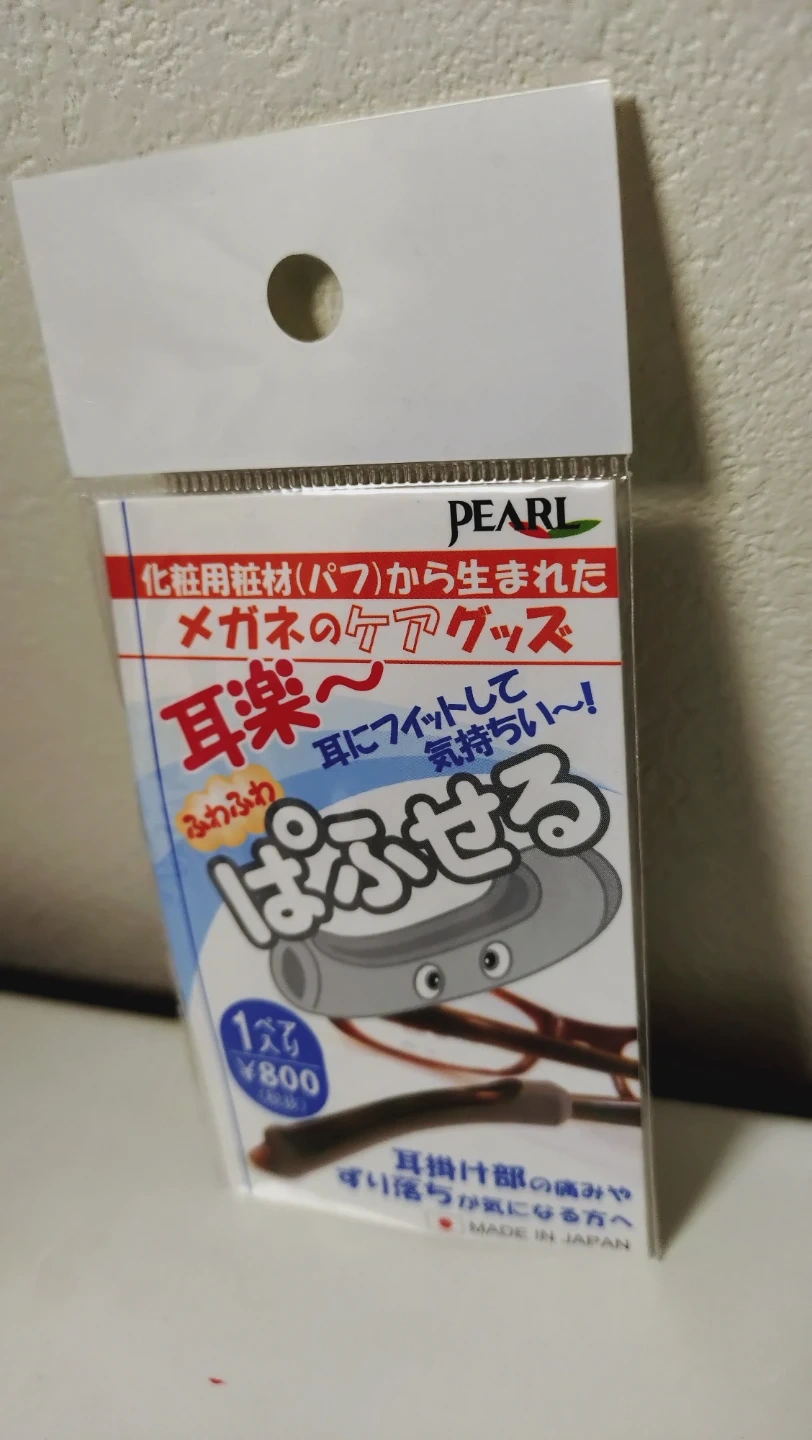 PEARL
化粧用粧材(パフ)から生まれた
メガネのケアグッズ
耳楽～
耳にフィットして
気持ちい～!
ふわふわ
ぱふせる
1ペア
入り
¥800
(税抜)
耳掛け部の痛みや
ずり落ちが気になる方へ
MADE IN JAPAN